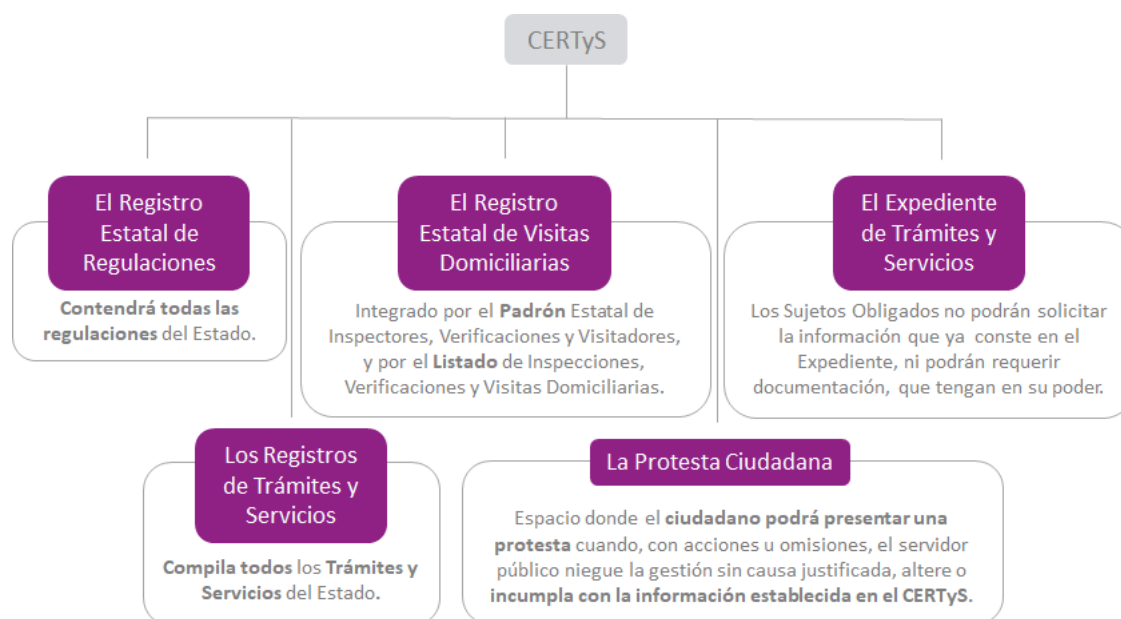 CERTyS
El Registro
Estatal de
Regulaciones
Contendrá todas las
regulaciones del Estado.
El Registro
Estatal de Visitas
Domiciliarias
Integrado por el Padrón Estatal de
Inspectores, Verificaciones y Visitadores,
y por el Listado de Inspecciones,
Verificaciones y Visitas Domiciliarias.
El Expediente
de Trámites y
Servicios
Los Sujetos Obligados no podrán solicitar
la información que ya conste en el
Expediente, ni podrán requerir
documentación, que tengan en su poder.
Los Registros
de Trámites y
Servicios
Compila todos los Trámites y
Servicios del Estado.
La Protesta Ciudadana
Espacio donde el ciudadano podrá presentar una
protesta cuando, con acciones u omisiones, el servidor
público niegue la gestión sin causa justificada, altere o
incumpla con la información establecida en el CERTyS.